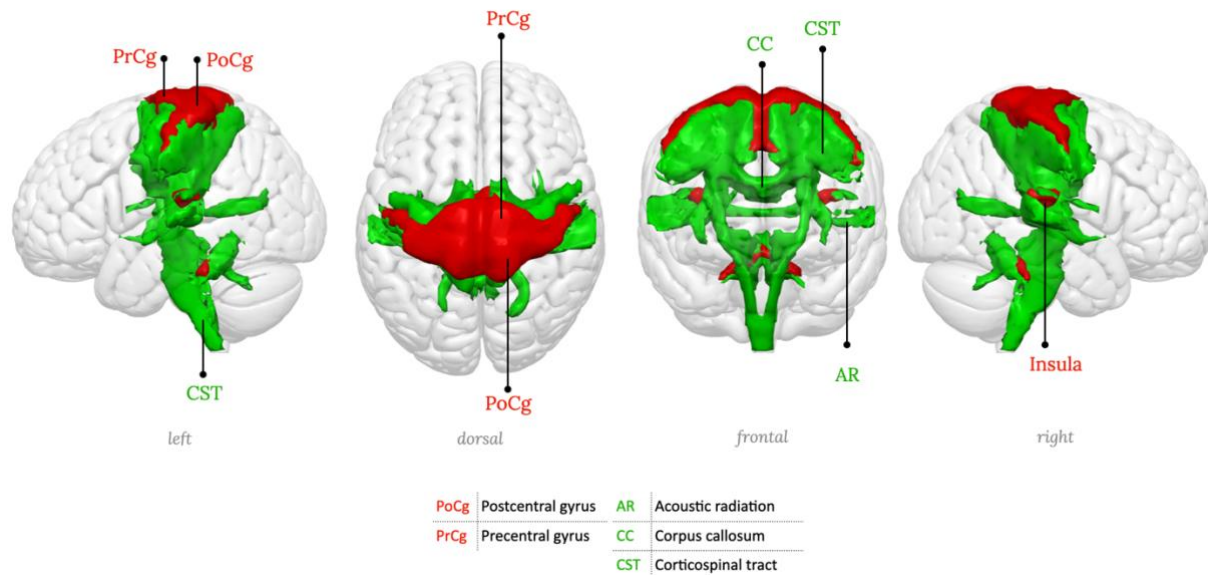 PrCg
PrCg PoCg
CC
CST
CST
PoCg
AR
Insula
left
dorsal
frontal
right
PoCg Postcentral gyrus AR Acoustic radiation
PrCg Precentral gyrus CC Corpus callosum
CST Corticospinal tract